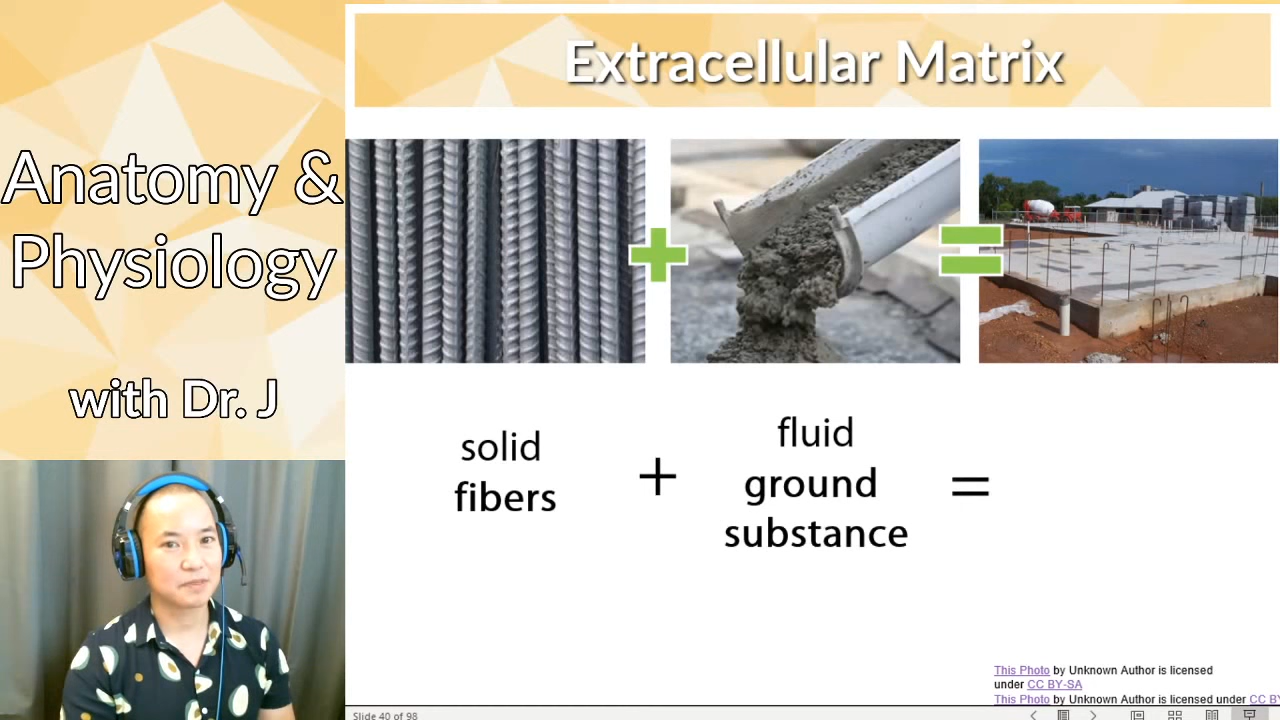 Extracellular Matrix
Anatomy &
Physiology
with Dr. J
solid
fibers
+
fluid
ground
substance
=
This Photo by Unknown Author is licensed
under CC BY-SA
This Photo by Unknown Author is licensed under CC BY
Slide 40 of 98